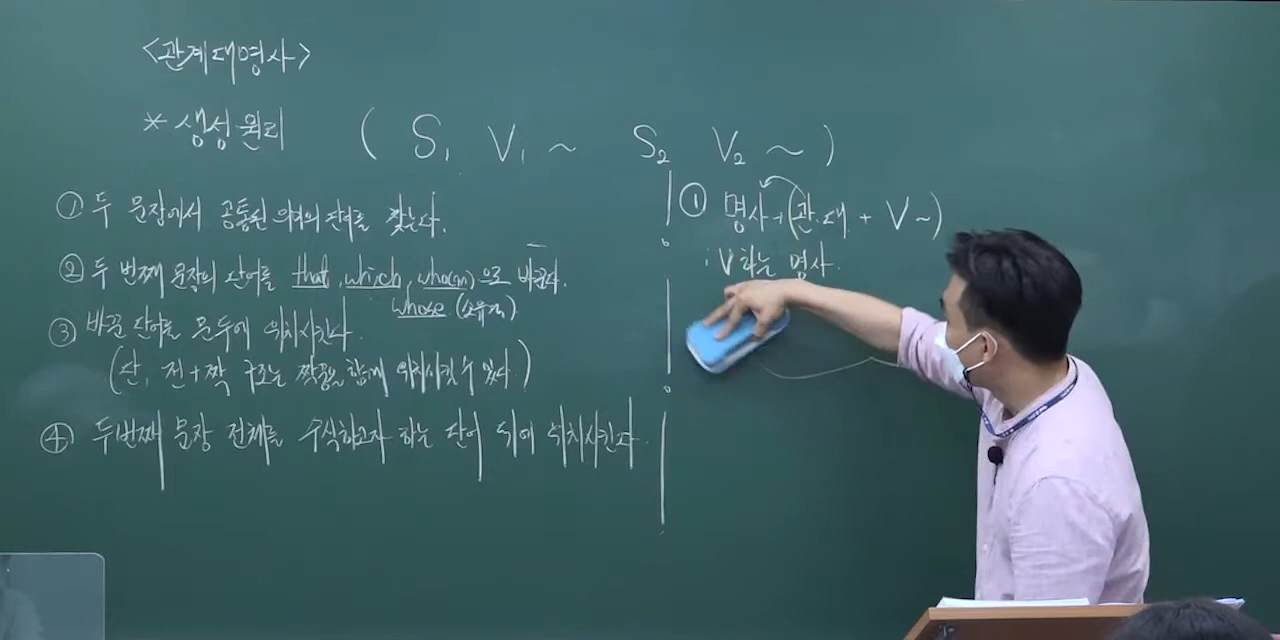 <관계대명사>
* 생성원리 ( S₁ V₁ ~ S₂ V₂ ~ )
① 두 문장에서 공통된 의미의 단어를 찾는다.
② 두 번째 문장의 단어를 that, which, who(m) 으로 바꾼다.
whose (소유격)
③ 바꾼 단어를 문두에 위치시킨다.
(단, 전+짝 구조는 함께 위치시킬 수 있다)
④ 두번째 문장 전체를 수식하고자 하는 단어 뒤에 위치시킨다.
① 명사+(관.대. + V~)
: V하는 명사.